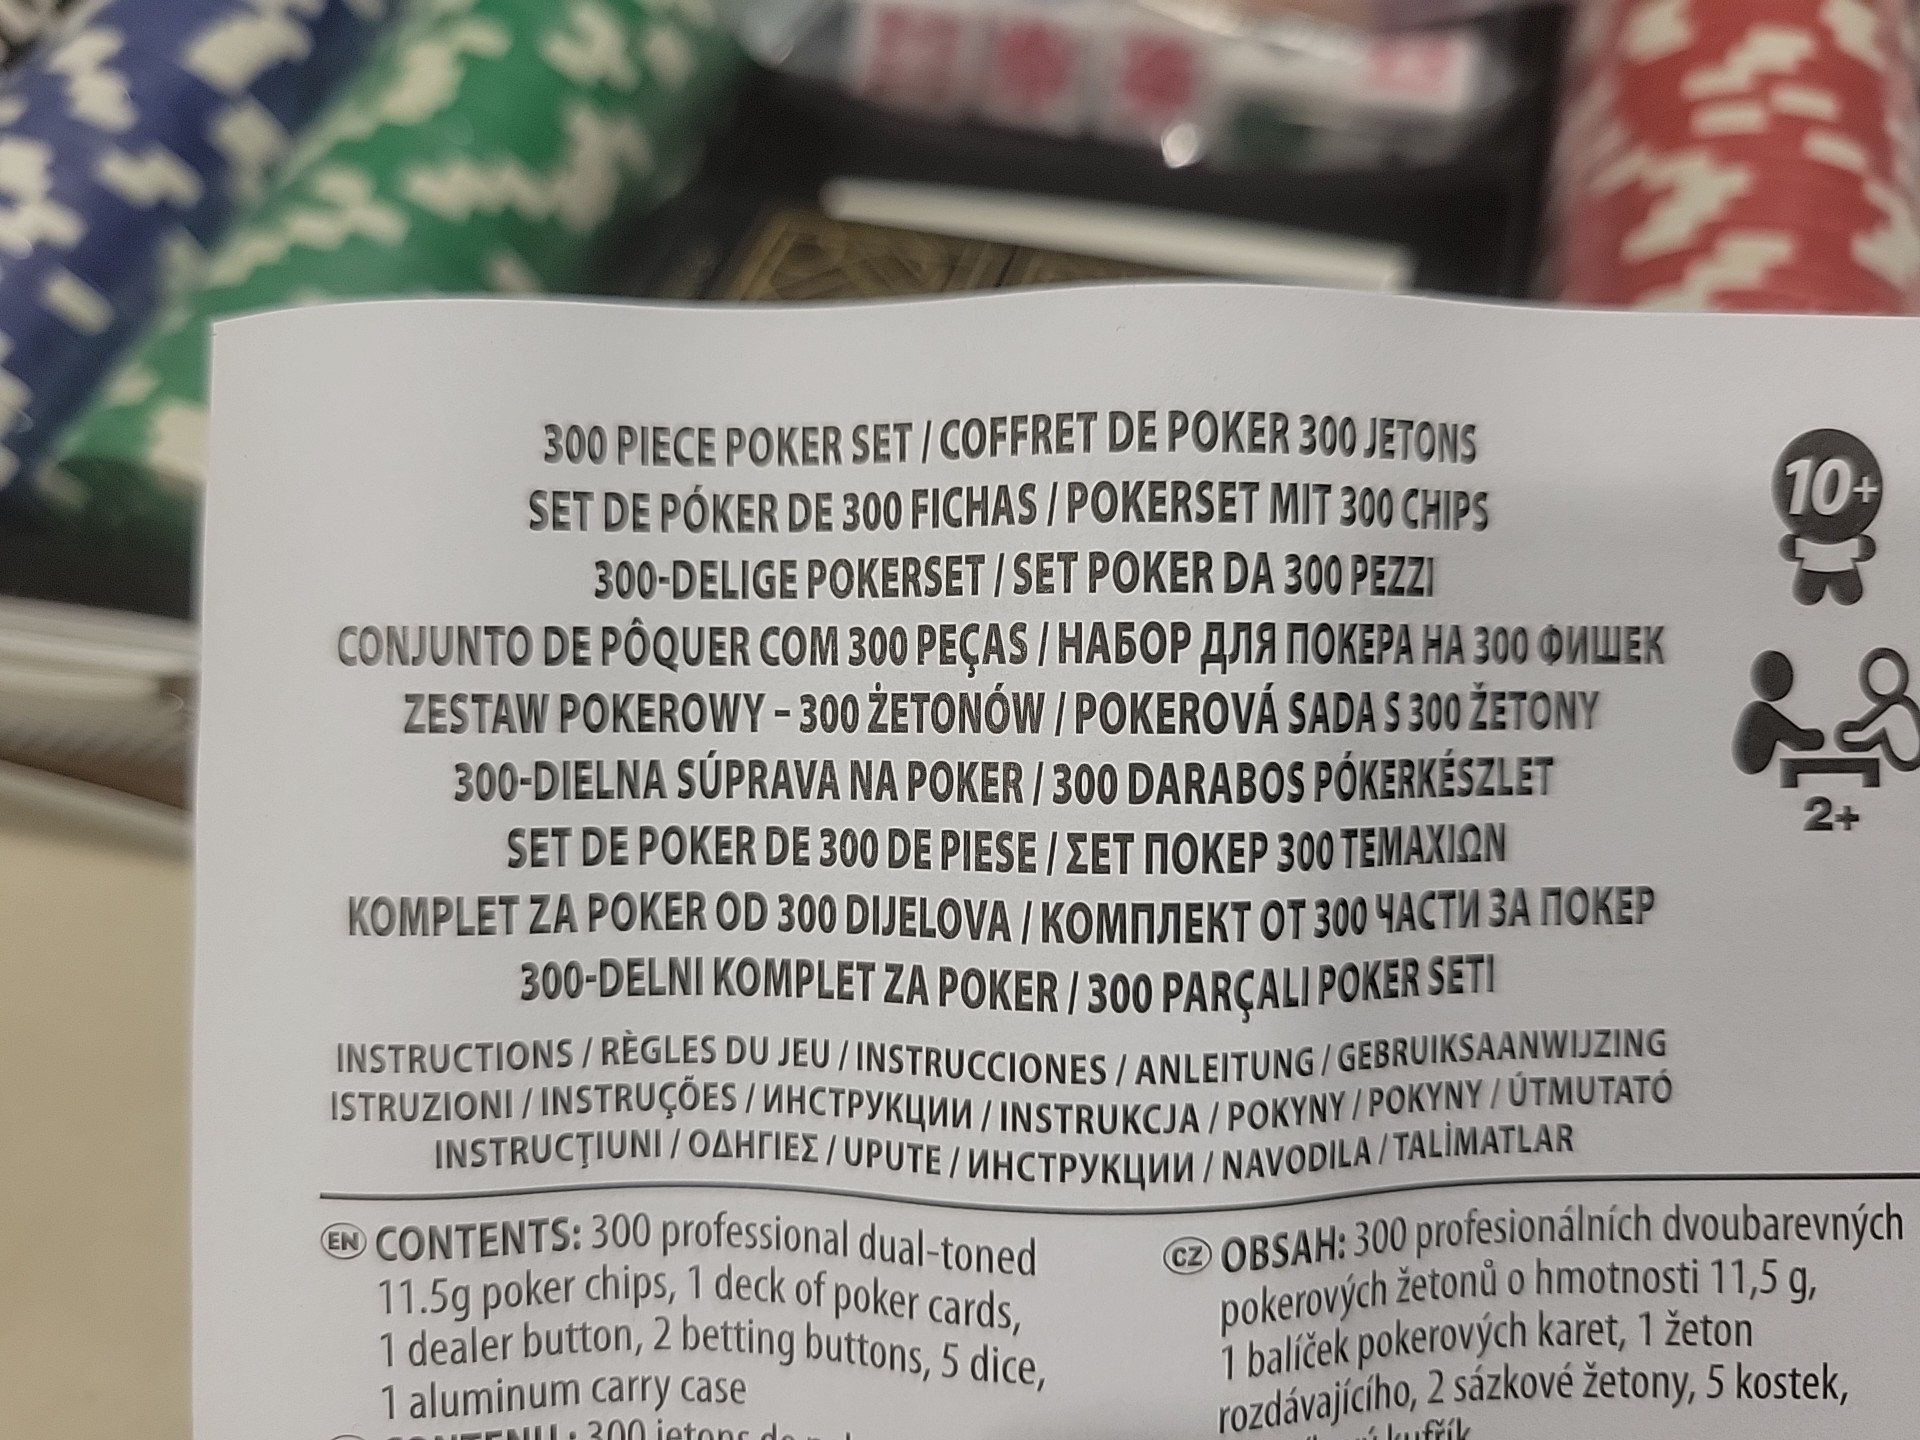 300 PIECE POKER SET / COFFRET DE POKER 300 JETONS
SET DE PÓKER DE 300 FICHAS / POKERSET MIT 300 CHIPS
300-DELIGE POKERSET / SET POKER DA 300 PEZZI
CONJUNTO DE PÔQUER COM 300 PEÇAS / НАБОР ДЛЯ ПОКЕРА НА 300 ФИШЕК
ZESTAW POKEROWY – 300 ŻETONÓW / POKEROVÁ SADA S 300 ŽETONY
300-DIELNA SÚPRAVA NA POKER / 300 DARABOS PÓKERKÉSZLET
SET DE POKER DE 300 DE PIESE / ΣΕΤ ΠΟΚΕΡ 300 ΤΕΜΑΧΙΩΝ
KOMPLET ZA POKER OD 300 DIJELOVA / КОМПЛЕКТ ОТ 300 ЧАСТИ ЗА ПОКЕР
300-DELNI KOMPLET ZA POKER / 300 PARÇALI POKER SETI
INSTRUCTIONS / RÈGLES DU JEU / INSTRUCCIONES / ANLEITUNG / GEBRUIKSAANWIJZING
ISTRUZIONI / INSTRUÇÕES / ИНСТРУКЦИИ / INSTRUKCJA / POKYNY / POKYNY / ÚTMUTATÓ
INSTRUCŢIUNI / ΟΔΗΓΙΕΣ / UPUTE / ИНСТРУКЦИИ / NAVODILA / TALİMATLAR
10+
2+
EN CONTENTS: 300 professional dual-toned
11.5g poker chips, 1 deck of poker cards,
1 dealer button, 2 betting buttons, 5 dice,
1 aluminum carry case
CONTENU : 300 jetons de
CZ OBSAH: 300 profesionálních dvoubarevných
pokerových žetonů o hmotnosti 11,5 g,
1 balíček pokerových karet, 1 žeton
rozdávajícího, 2 sázkové žetony, 5 kostek,
kufřík